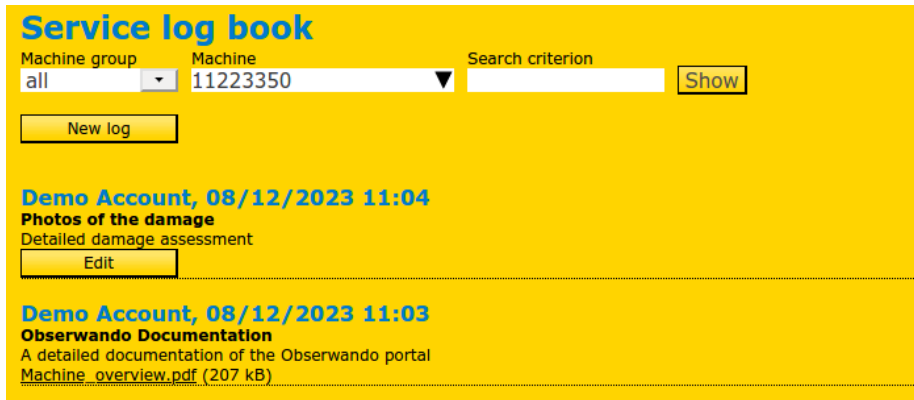 Service log book
Machine group Machine Search criterion
all 11223350 Show
New log
Demo Account, 08/12/2023 11:04
Photos of the damage
Detailed damage assessment
Edit
Demo Account, 08/12/2023 11:03
Obserwando Documentation
A detailed documentation of the Obserwando portal
Machine_overview.pdf (207 kB)